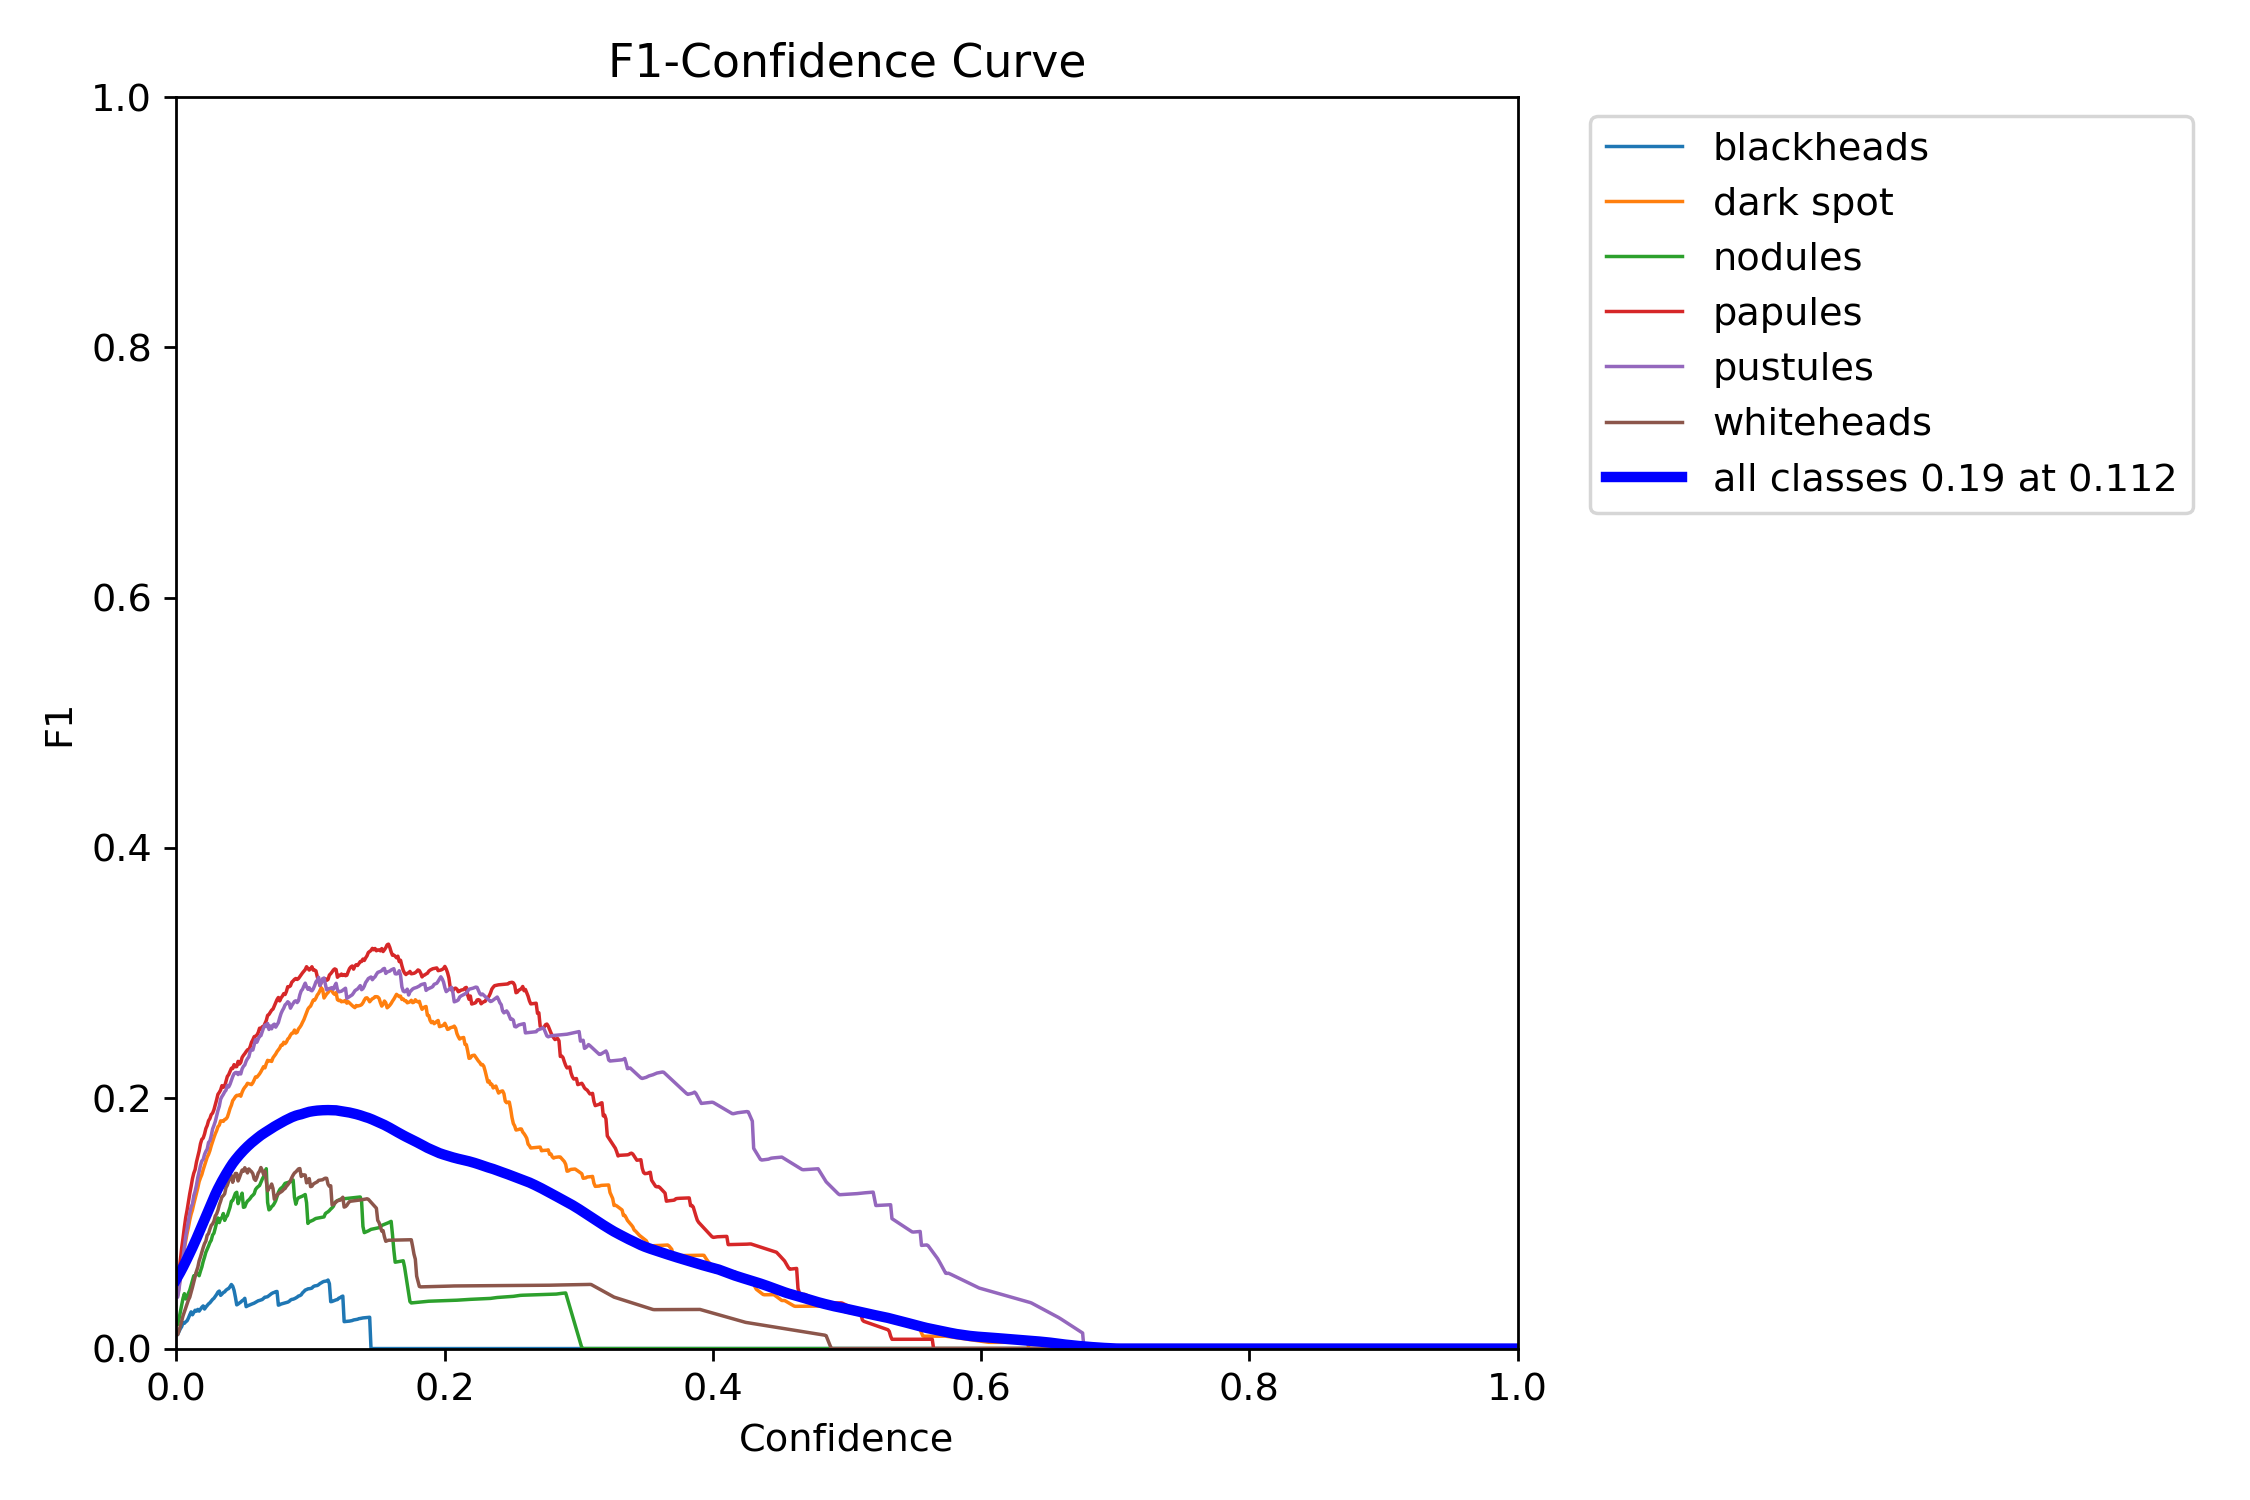 F1-Confidence Curve
1.0
0.8
0.6
0.4
0.2
0.0
F1
0.0 0.2 0.4 0.6 0.8 1.0
Confidence
blackheads
dark spot
nodules
papules
pustules
whiteheads
all classes 0.19 at 0.112